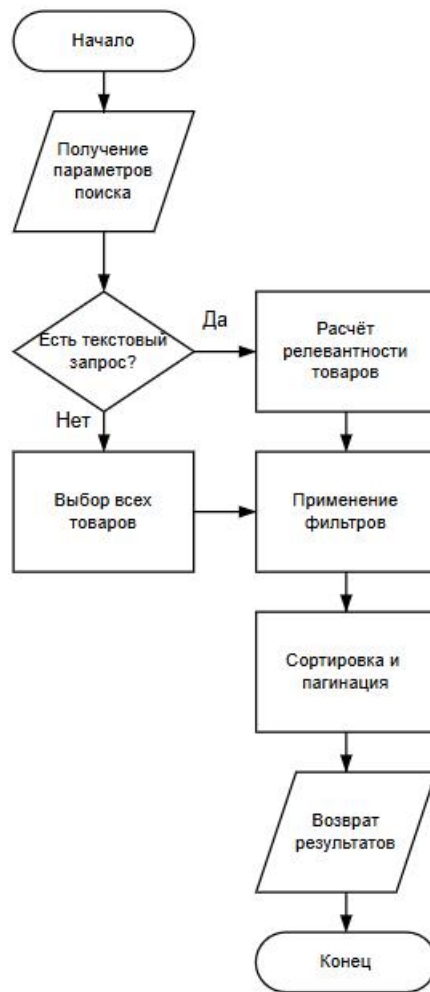 Начало
Получение
параметров
поиска
Есть текстовый
запрос?
Да
Расчёт
релевантности
товаров
Нет
Выбор всех
товаров
Применение
фильтров
Сортировка и
пагинация
Возврат
результатов
Конец